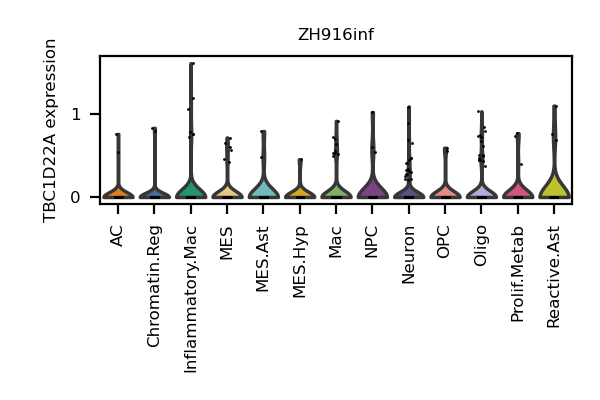 ZH916inf
TBC1D22A expression
1
0
AC
Chromatin.Reg
Inflammatory.Mac
MES
MES.Ast
MES.Hyp
Mac
NPC
Neuron
OPC
Oligo
Prolif.Metab
Reactive.Ast